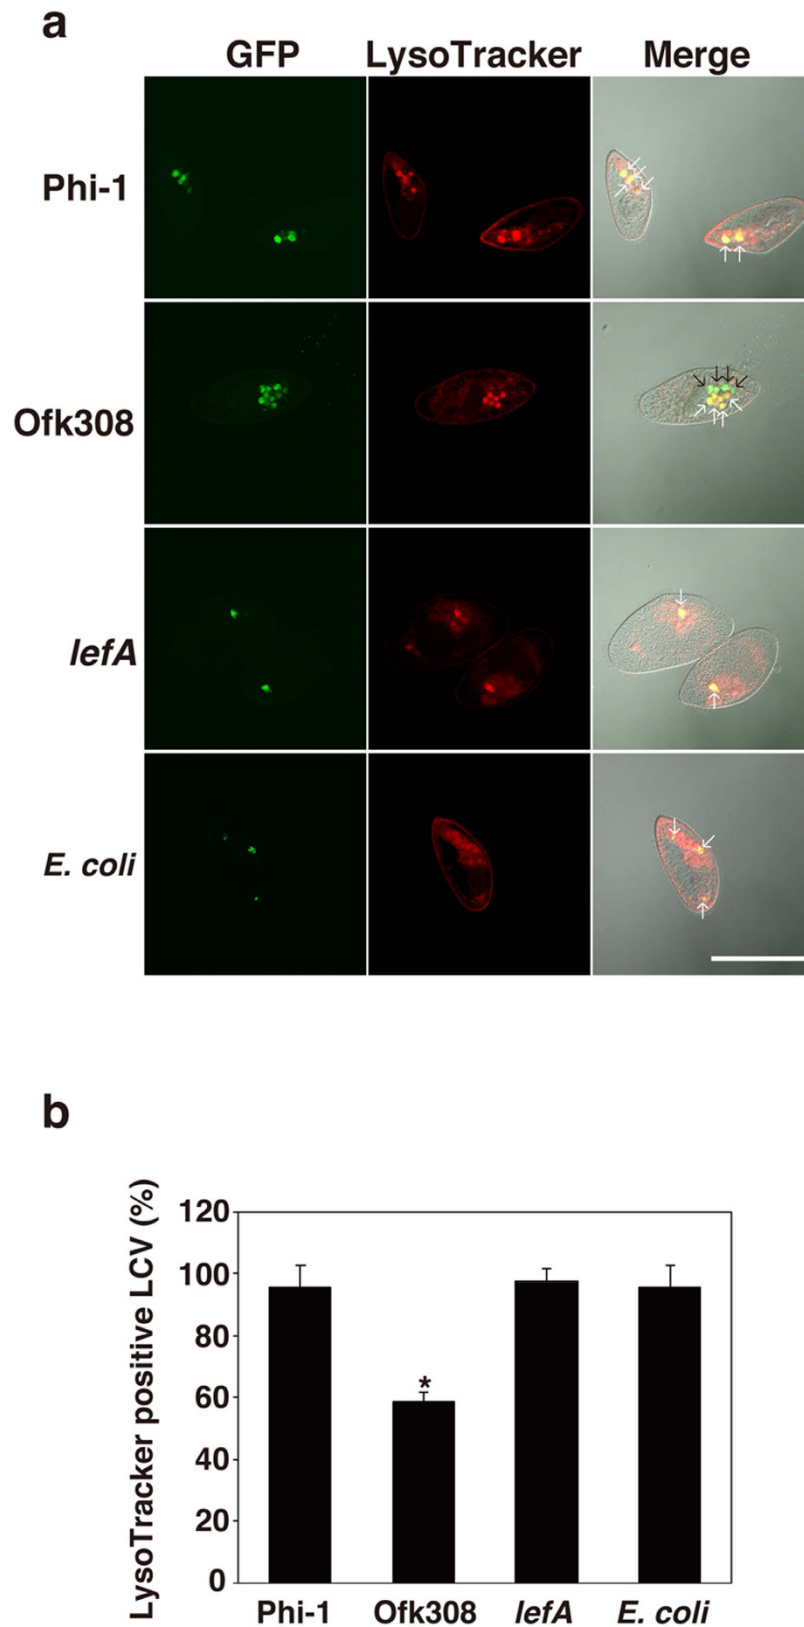 a
GFP LysoTracker Merge
Phi-1
Ofk308
lefA
E. coli
b
LysoTracker positive LCV (%)
120
100
80
60
40
20
0
*
Phi-1 Ofk308 lefA E. coli